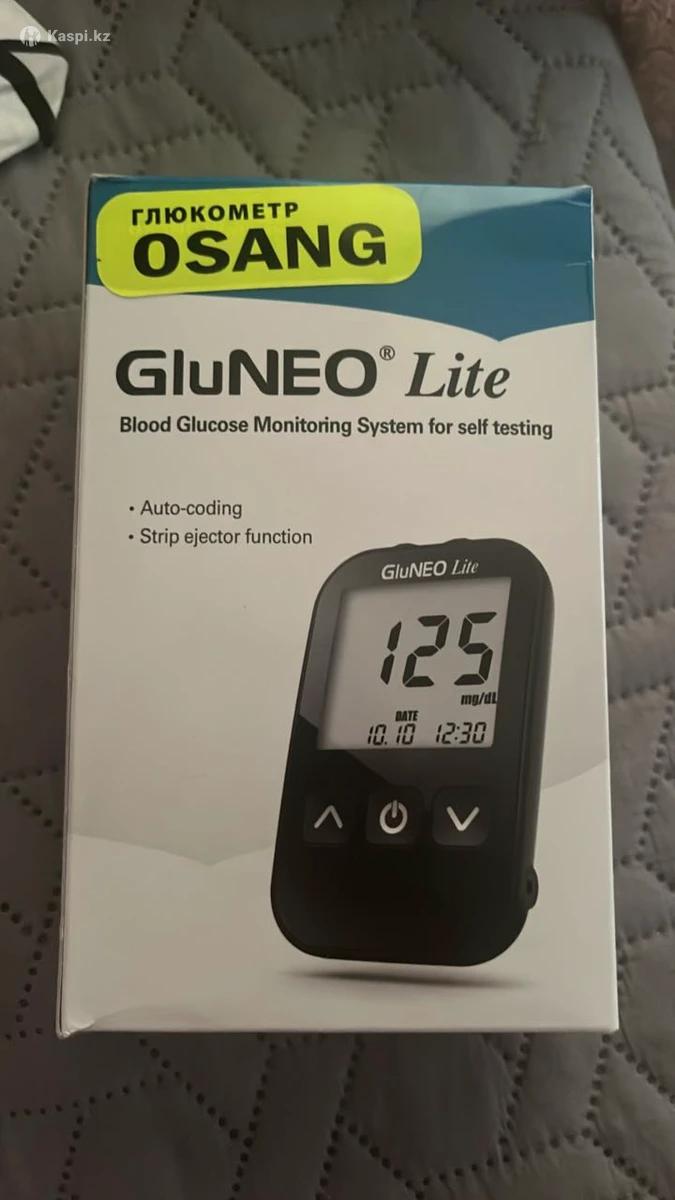 Kaspi.kz
ГЛЮКОМЕТР
OSANG
GluNEO® Lite
Blood Glucose Monitoring System for self testing
• Auto-coding
• Strip ejector function
GluNEO Lite
125
mg/dL
DATE
10.10 12:30